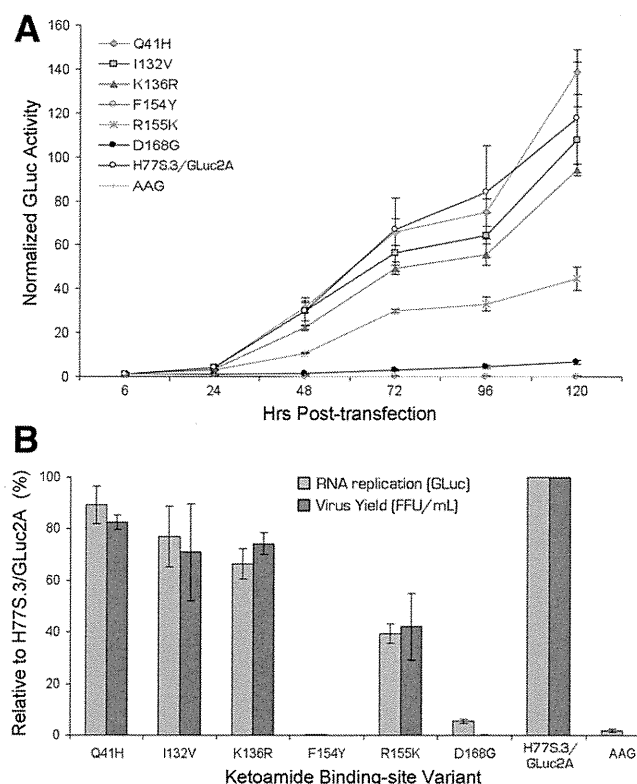 A
160
140
120
100
80
60
40
20
0
Normalized GLuc Activity
Q41H
I132V
K136R
F154Y
R155K
D168G
H77S.3/GLuc2A
AAG
6 24 48 72 96 120
Hrs Post-transfection
B
100
80
60
40
20
0
Relative to H77S.3/GLuc2A (%)
RNA replication (GLuc)
Virus Yield (FFU/mL)
Q41H I132V K136R F154Y R155K D168G H77S.3/ AAG
GLuc2A
Ketoamide Binding-site Variant